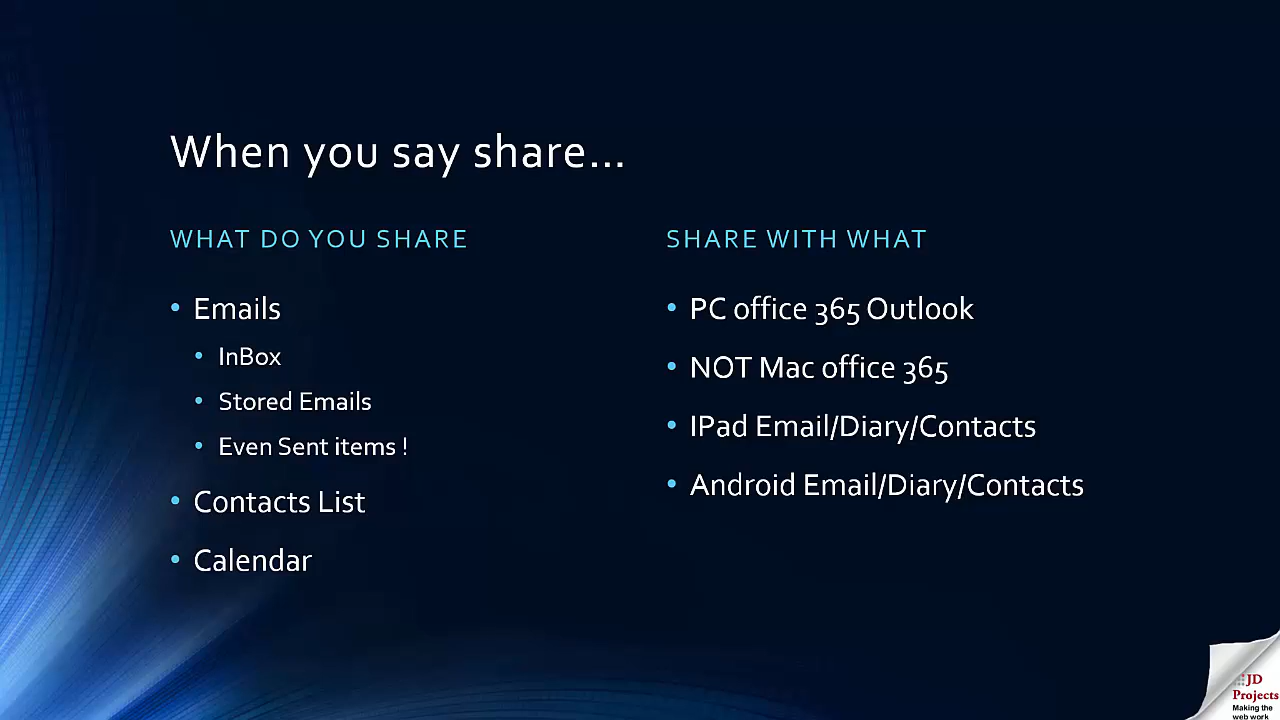 When you say share...
WHAT DO YOU SHARE
• Emails
• InBox
• Stored Emails
• Even Sent items !
• Contacts List
• Calendar
SHARE WITH WHAT
• PC office 365 Outlook
• NOT Mac office 365
• IPad Email/Diary/Contacts
• Android Email/Diary/Contacts
JD
Projects
Making the
web work